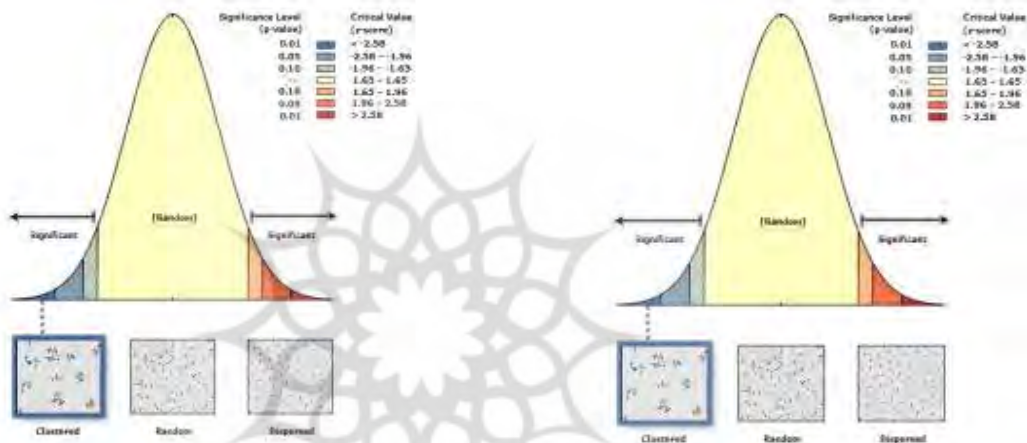 Significance Level Critical Value
(p-value) (z-score)
0.01 < -2.58
0.05 -2.58 - -1.96
0.10 -1.96 - -1.65
-- -1.65 - 1.65
0.10 1.65 - 1.96
0.05 1.96 - 2.58
0.01 > 2.58
(Random)
Significant Significant
Clustered Random Dispersed
Significance Level Critical Value
(p-value) (z-score)
0.01 < -2.58
0.05 -2.58 - -1.96
0.10 -1.96 - -1.65
-- -1.65 - 1.65
0.10 1.65 - 1.96
0.05 1.96 - 2.58
0.01 > 2.58
(Random)
Significant Significant
Clustered Random Dispersed